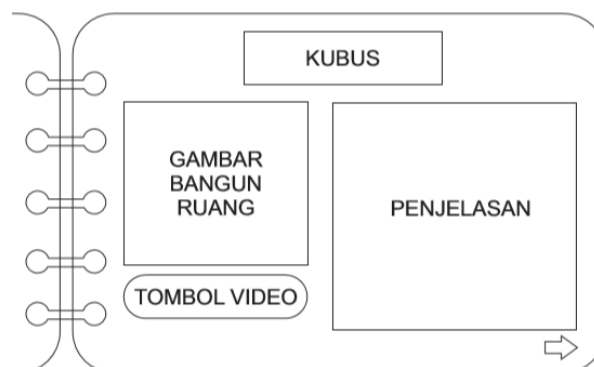 KUBUS
GAMBAR
BANGUN
RUANG
TOMBOL VIDEO
PENJELASAN